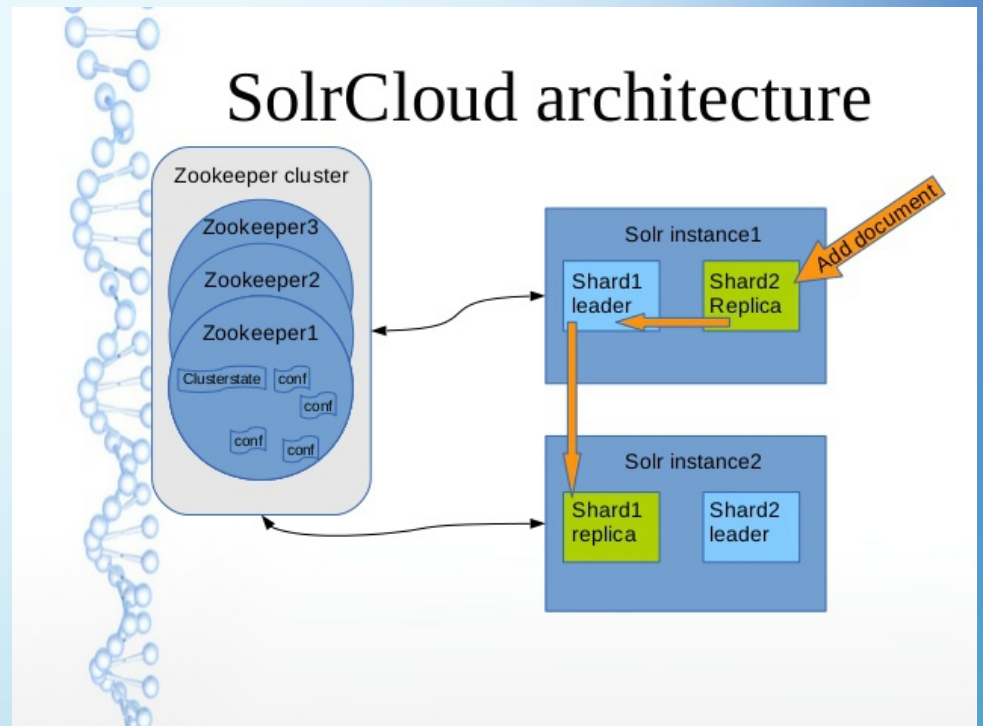 SolrCloud architecture
Zookeeper cluster
Zookeeper3
Zookeeper2
Zookeeper1
Clusterstate
conf
conf
conf
conf
Solr instance1
Add document
Shard1
leader
Shard2
Replica
Solr instance2
Shard1
replica
Shard2
leader